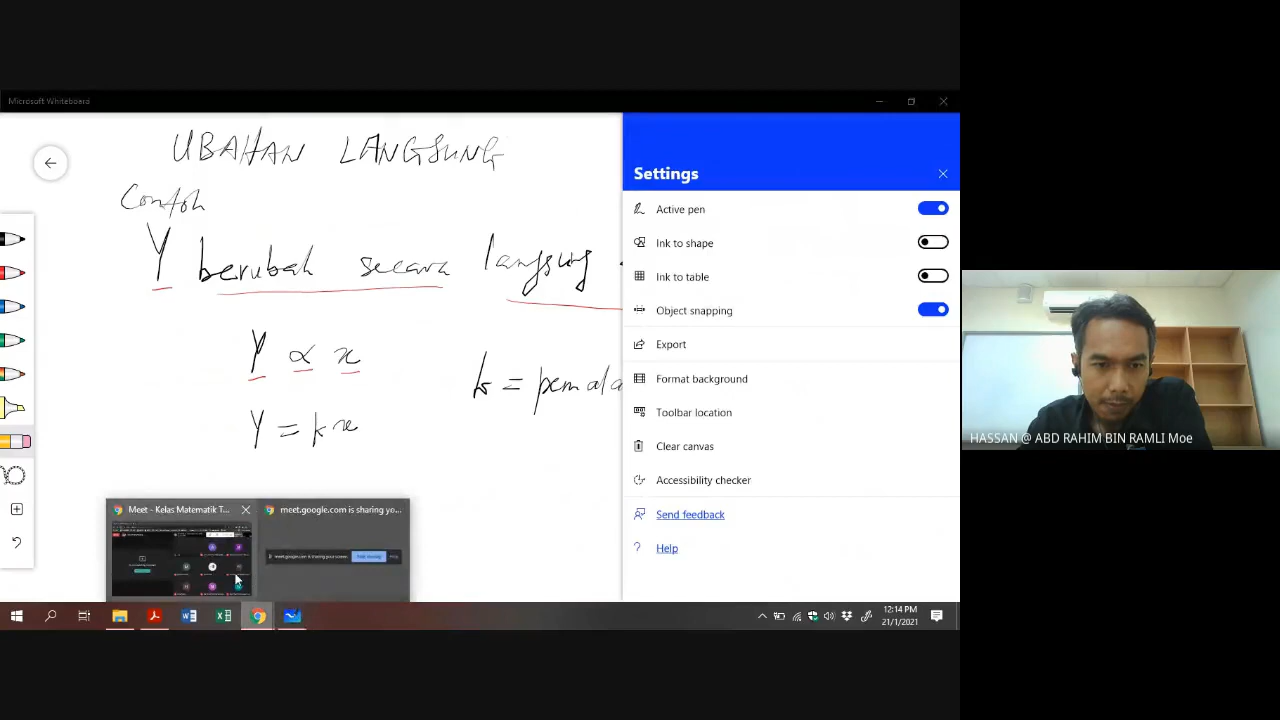 Microsoft Whiteboard
UBAHAN LANGSUNG
Contoh
Y berubah secara langsung
Y ∝ x
k = pemala
Y = kx
Settings
Active pen
Ink to shape
Ink to table
Object snapping
Export
Format background
Toolbar location
Clear canvas
Accessibility checker
Send feedback
Help
Meet - Kelas Matematik T...
meet.google.com is sharing yo...
12:14 PM
21/1/2021
HASSAN @ ABD RAHIM BIN RAMLI Moe